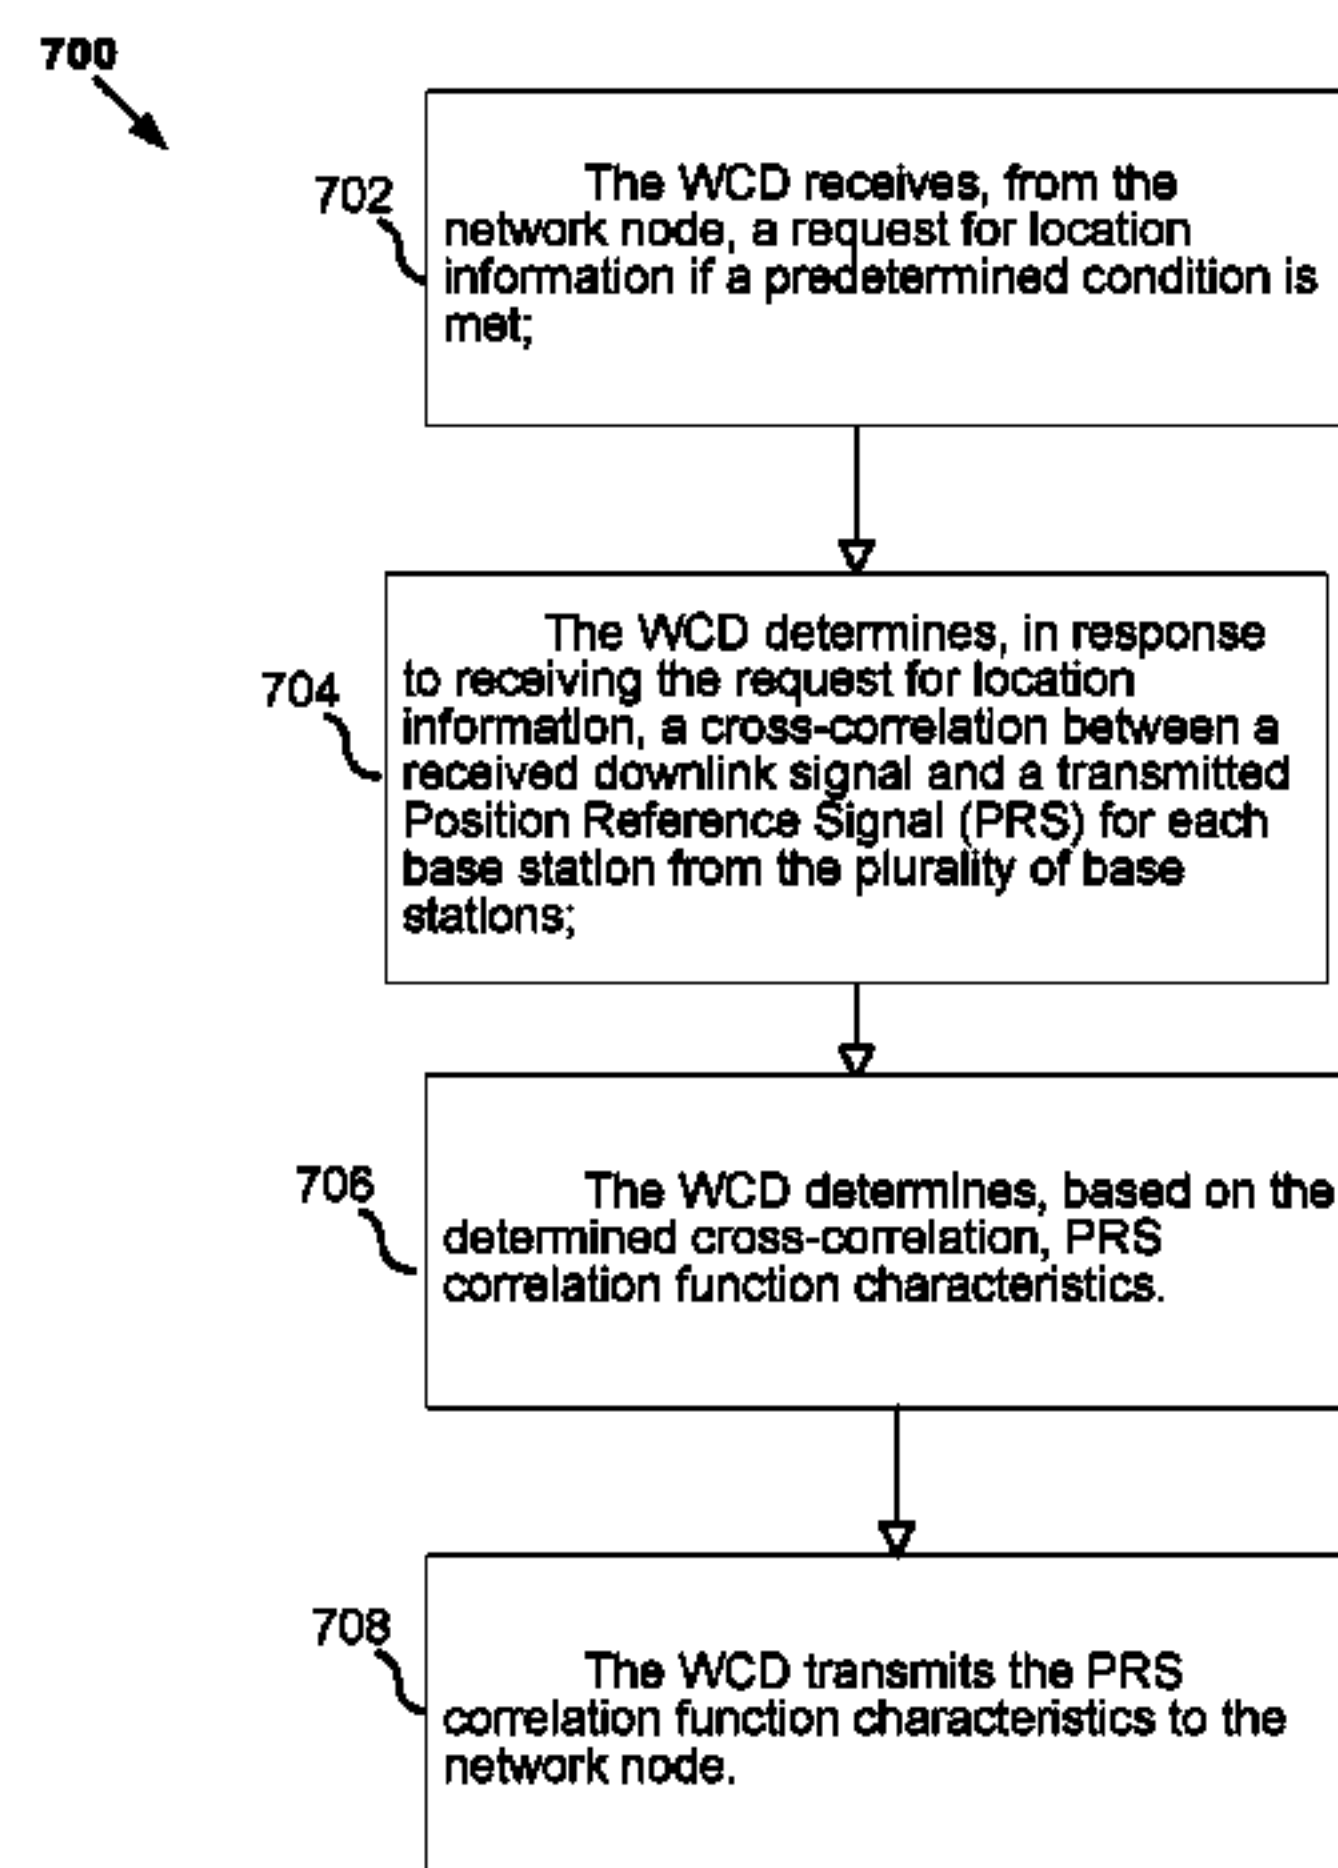 700
702
The WCD receives, from the
network node, a request for location
information if a predetermined condition is
met;
704
The WCD determines, in response
to receiving the request for location
information, a cross-correlation between a
received downlink signal and a transmitted
Position Reference Signal (PRS) for each
base station from the plurality of base
stations;
706
The WCD determines, based on the
determined cross-correlation, PRS
correlation function characteristics.
708
The WCD transmits the PRS
correlation function characteristics to the
network node.